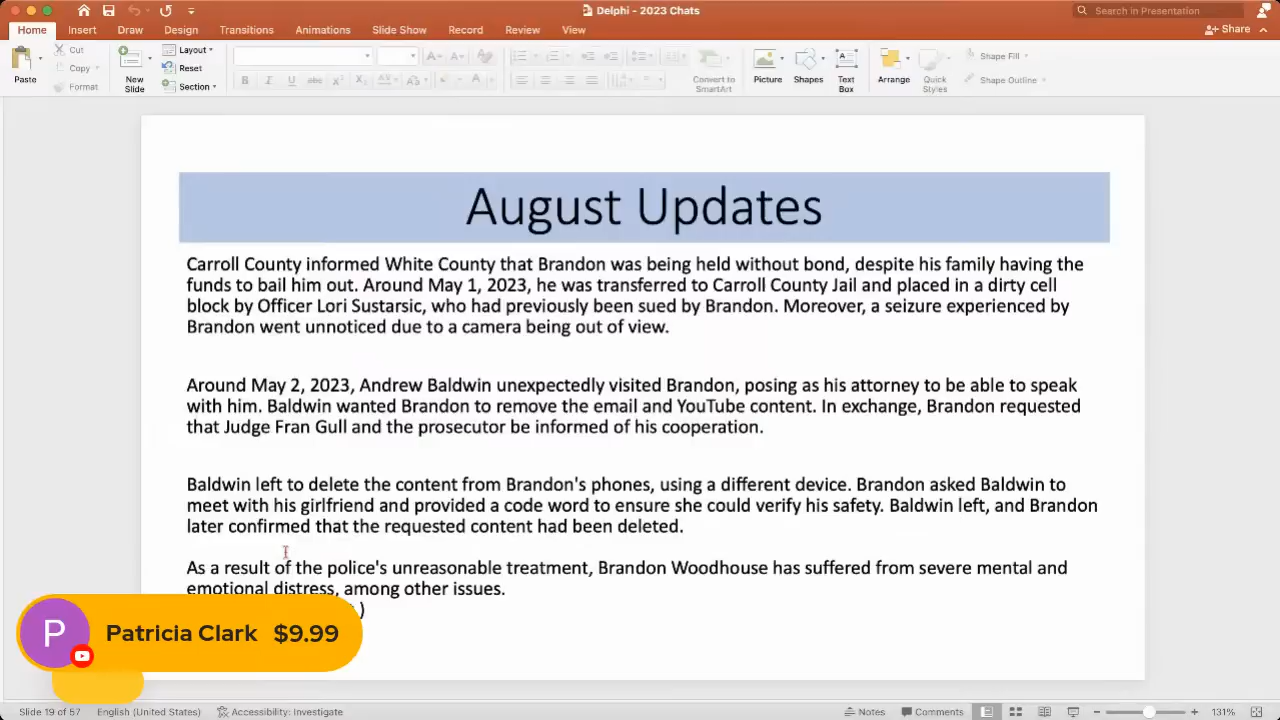 Delphi - 2023 Chats
Search in Presentation
Home Insert Draw Design Transitions Animations Slide Show Record Review View
Share
Paste
Cut
Copy
Format
New Slide
Layout
Reset
Section
B I U abc x² x₂ AV Aa
Convert to SmartArt
Picture
Shapes
Text Box
Arrange
Quick Styles
Shape Fill
Shape Outline
August Updates
Carroll County informed White County that Brandon was being held without bond, despite his family having the
funds to bail him out. Around May 1, 2023, he was transferred to Carroll County Jail and placed in a dirty cell
block by Officer Lori Sustarsic, who had previously been sued by Brandon. Moreover, a seizure experienced by
Brandon went unnoticed due to a camera being out of view.
Around May 2, 2023, Andrew Baldwin unexpectedly visited Brandon, posing as his attorney to be able to speak
with him. Baldwin wanted Brandon to remove the email and YouTube content. In exchange, Brandon requested
that Judge Fran Gull and the prosecutor be informed of his cooperation.
Baldwin left to delete the content from Brandon's phones, using a different device. Brandon asked Baldwin to
meet with his girlfriend and provided a code word to ensure she could verify his safety. Baldwin left, and Brandon
later confirmed that the requested content had been deleted.
As a result of the police's unreasonable treatment, Brandon Woodhouse has suffered from severe mental and
emotional distress, among other issues.
)
P
Patricia Clark $9.99
Slide 19 of 57 English (United States) Accessibility: Investigate
Notes Comments 131%